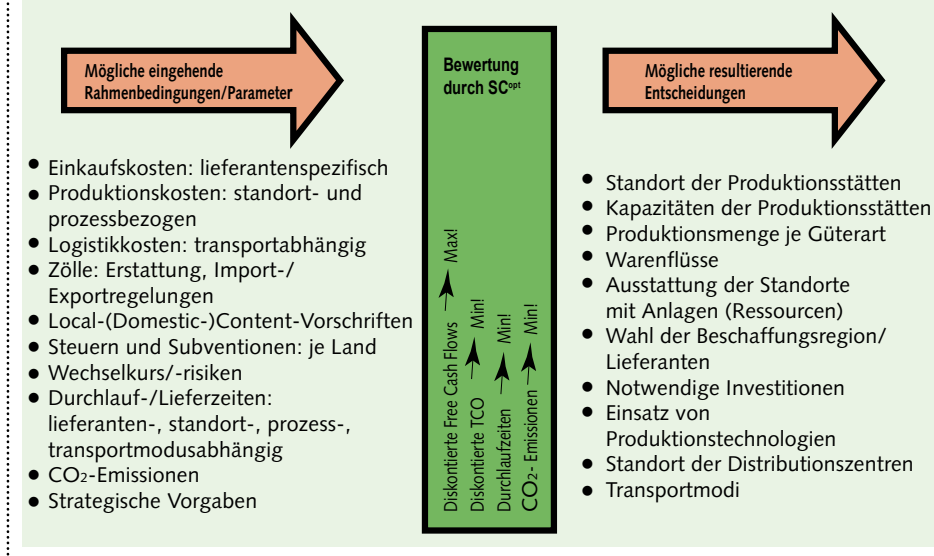 Mögliche eingehende
Rahmenbedingungen/Parameter
• Einkaufskosten: lieferantenspezifisch
• Produktionskosten: standort- und
prozessbezogen
• Logistikkosten: transportabhängig
• Zölle: Erstattung, Import-/
Exportregelungen
• Local-(Domestic-)Content-Vorschriften
• Steuern und Subventionen: je Land
• Wechselkurs/-risiken
• Durchlauf-/Lieferzeiten:
lieferanten-, standort-, prozess-,
transportmodusabhängig
• CO2-Emissionen
• Strategische Vorgaben
Bewertung
durch SCopt
Diskontierte Free Cash Flows → Max!
Diskontierte TCO → Min!
Durchlaufzeiten → Min!
CO2- Emissionen → Min!
Mögliche resultierende
Entscheidungen
• Standort der Produktionsstätten
• Kapazitäten der Produktionsstätten
• Produktionsmenge je Güterart
• Warenflüsse
• Ausstattung der Standorte
mit Anlagen (Ressourcen)
• Wahl der Beschaffungsregion/
Lieferanten
• Notwendige Investitionen
• Einsatz von
Produktionstechnologien
• Standort der Distributionszentren
• Transportmodi